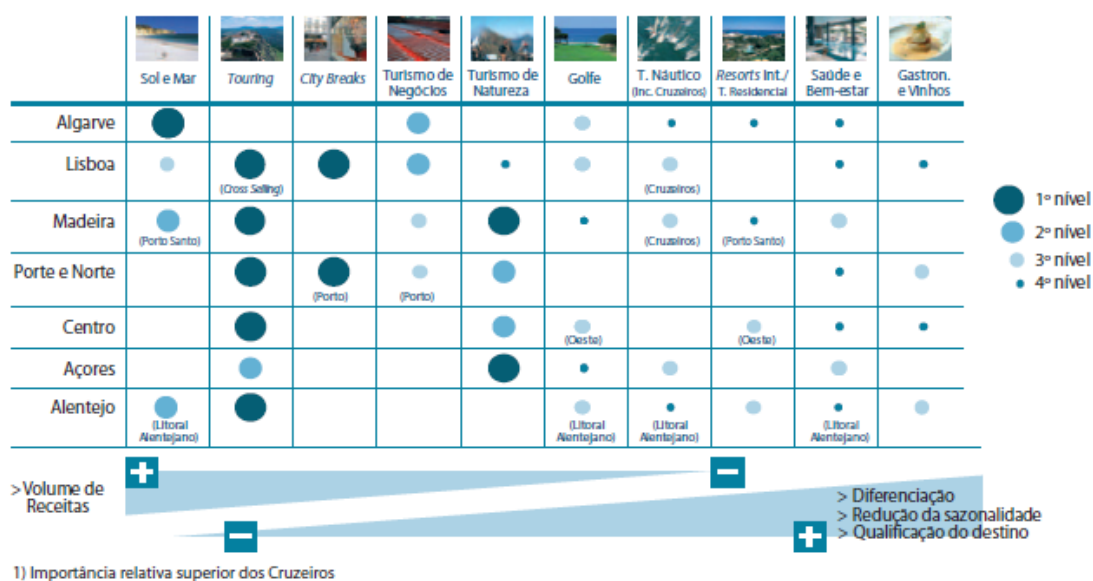 Sol e Mar
Touring
City Breaks
Turismo de
Negócios
Turismo de
Natureza
Golfe
T. Náutico
(Inc. Cruzeiros)
Resorts Int./
T. Residencial
Saúde e
Bem-estar
Gastron.
e Vinhos
Algarve
Lisboa
(Cross Selling)
(Cruzeiros)
Madeira
(Porto Santo)
(Cruzeiros)
(Porto Santo)
Porte e Norte
(Porto)
(Porto)
Centro
(Oeste)
(Oeste)
Açores
Alentejo
(Litoral
Alentejano)
(Litoral
Alentejano)
(Litoral
Alentejano)
(Litoral
Alentejano)
1º nível
2º nível
3º nível
4º nível
+
−
> Volume de
Receitas
> Diferenciação
> Redução da sazonalidade
> Qualificação do destino
−
+
1) Importância relativa superior dos Cruzeiros